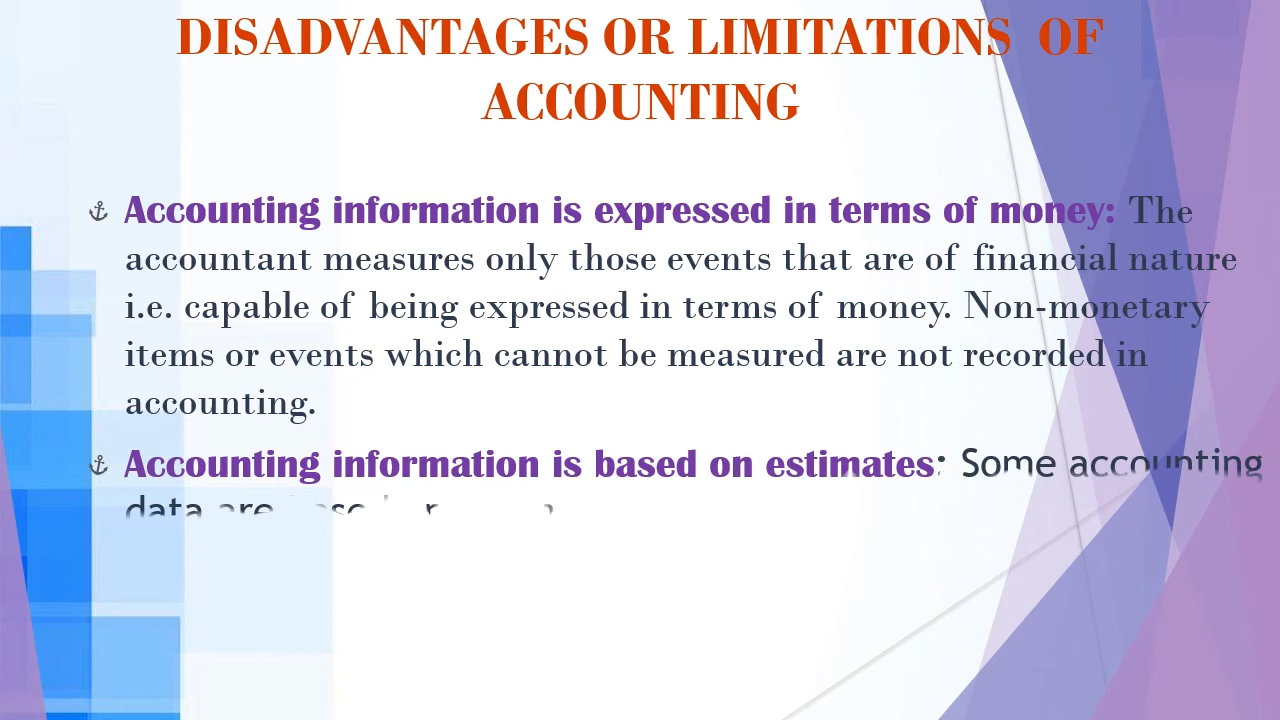 DISADVANTAGES OR LIMITATIONS OF
ACCOUNTING
Accounting information is expressed in terms of money: The
accountant measures only those events that are of financial nature
i.e. capable of being expressed in terms of money. Non-monetary
items or events which cannot be measured are not recorded in
accounting.
Accounting information is based on estimates: Some accounting
data are